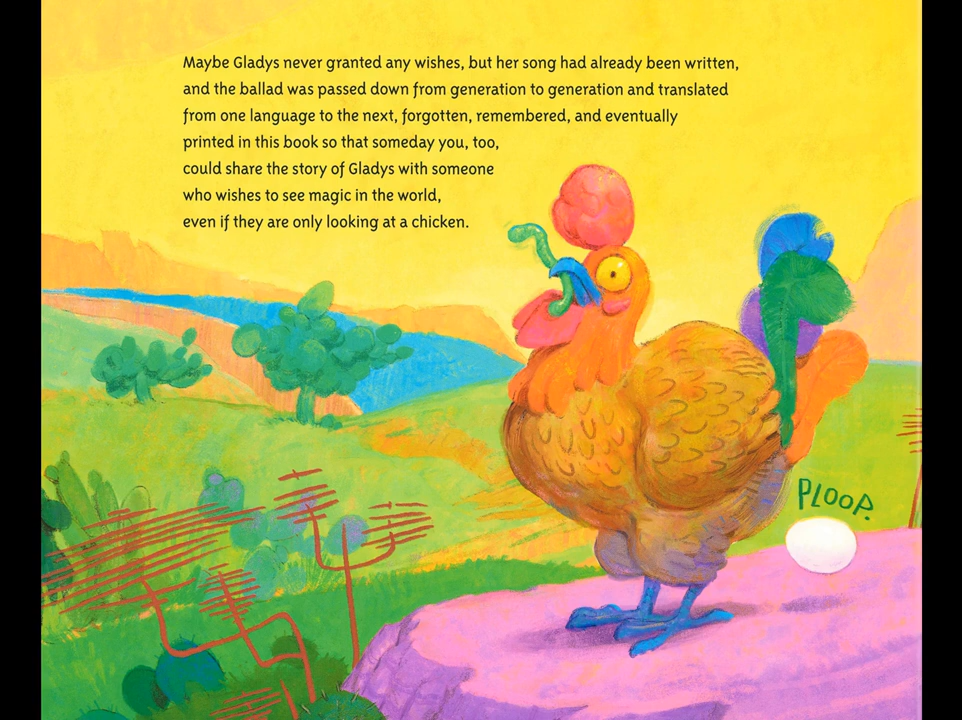 Maybe Gladys never granted any wishes, but her song had already been written,
and the ballad was passed down from generation to generation and translated
from one language to the next, forgotten, remembered, and eventually
printed in this book so that someday you, too,
could share the story of Gladys with someone
who wishes to see magic in the world,
even if they are only looking at a chicken.
PLOOP.